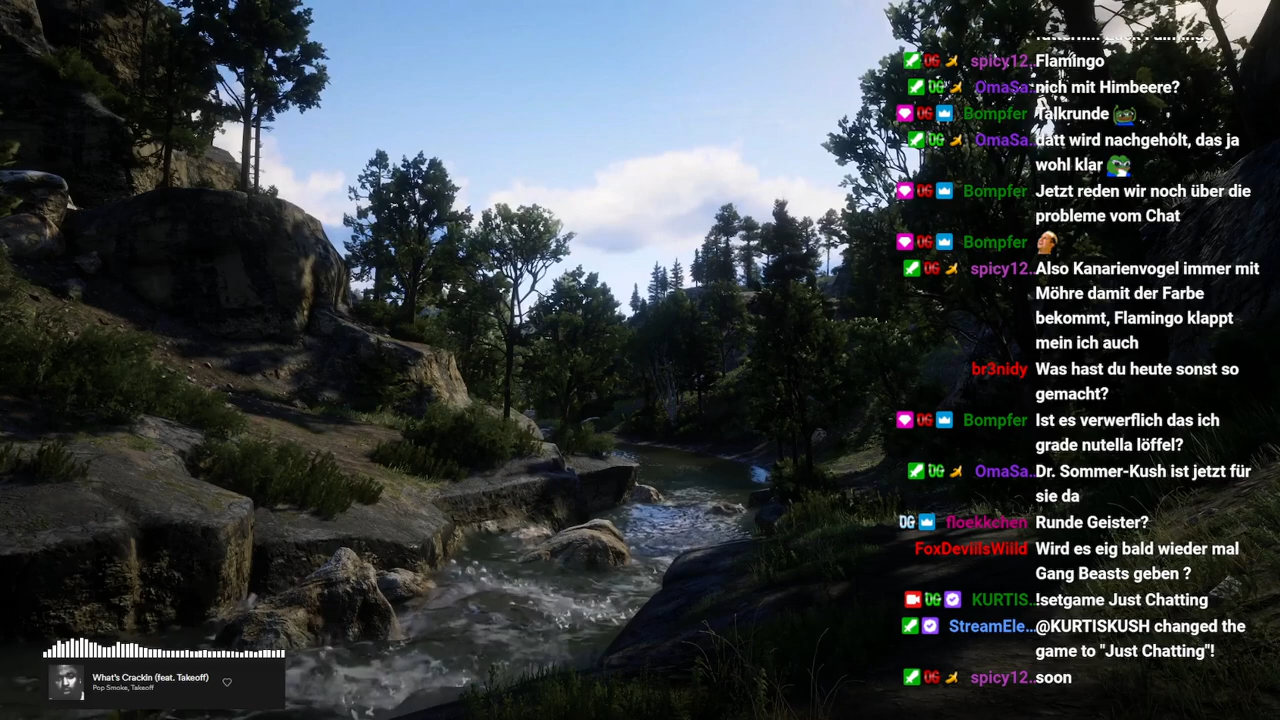 spicy12..Flamingo
OmaSa:nich mit Himbeere?
Bompfer Talkrunde
OmaSa.datt wird nachgeholt, das ja
wohl klar
Bompfer Jetzt reden wir noch über die
probleme vom Chat
Bompfer
spicy12..Also Kanarienvogel immer mit
Möhre damit der Farbe
bekommt, Flamingo klappt
mein ich auch
br3nidy Was hast du heute sonst so
gemacht?
Bompfer Ist es verwerflich das ich
grade nutella löffel?
OmaSa..Dr. Sommer-Kush ist jetzt für
sie da
DG floekkchen Runde Geister?
FoxDeviilsWiild Wird es eig bald wieder mal
Gang Beasts geben ?
DG KURTIS..!setgame Just Chatting
StreamEle...@KURTISKUSH changed the
game to "Just Chatting"!
spicy12..soon
What's Crackin (feat. Takeoff)
Pop Smoke, Takeoff